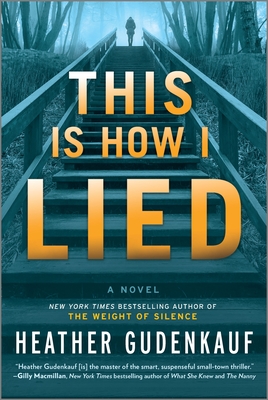 THIS
IS HOW I
LIED
A NOVEL
NEW YORK TIMES BESTSELLING AUTHOR OF
THE WEIGHT OF SILENCE
HEATHER GUDENKAUF
"Heather Gudenkauf [is] the master of the smart, suspenseful small-town thriller."
—Gilly Macmillan, New York Times bestselling author of What She Knew and The Nanny